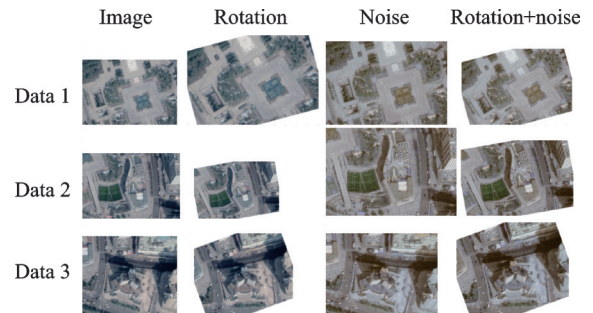 Image Rotation Noise Rotation+noise
Data 1
Data 2
Data 3